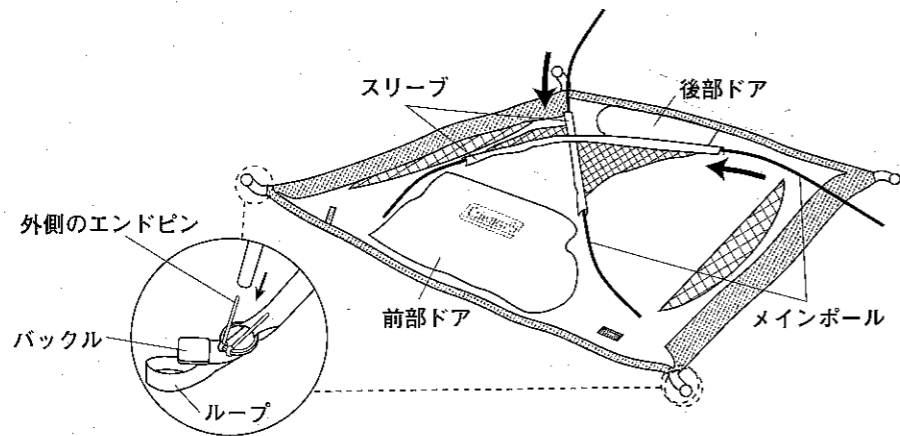 スリーブ
後部ドア
外側のエンドピン
前部ドア
メインポール
バックル
ループ